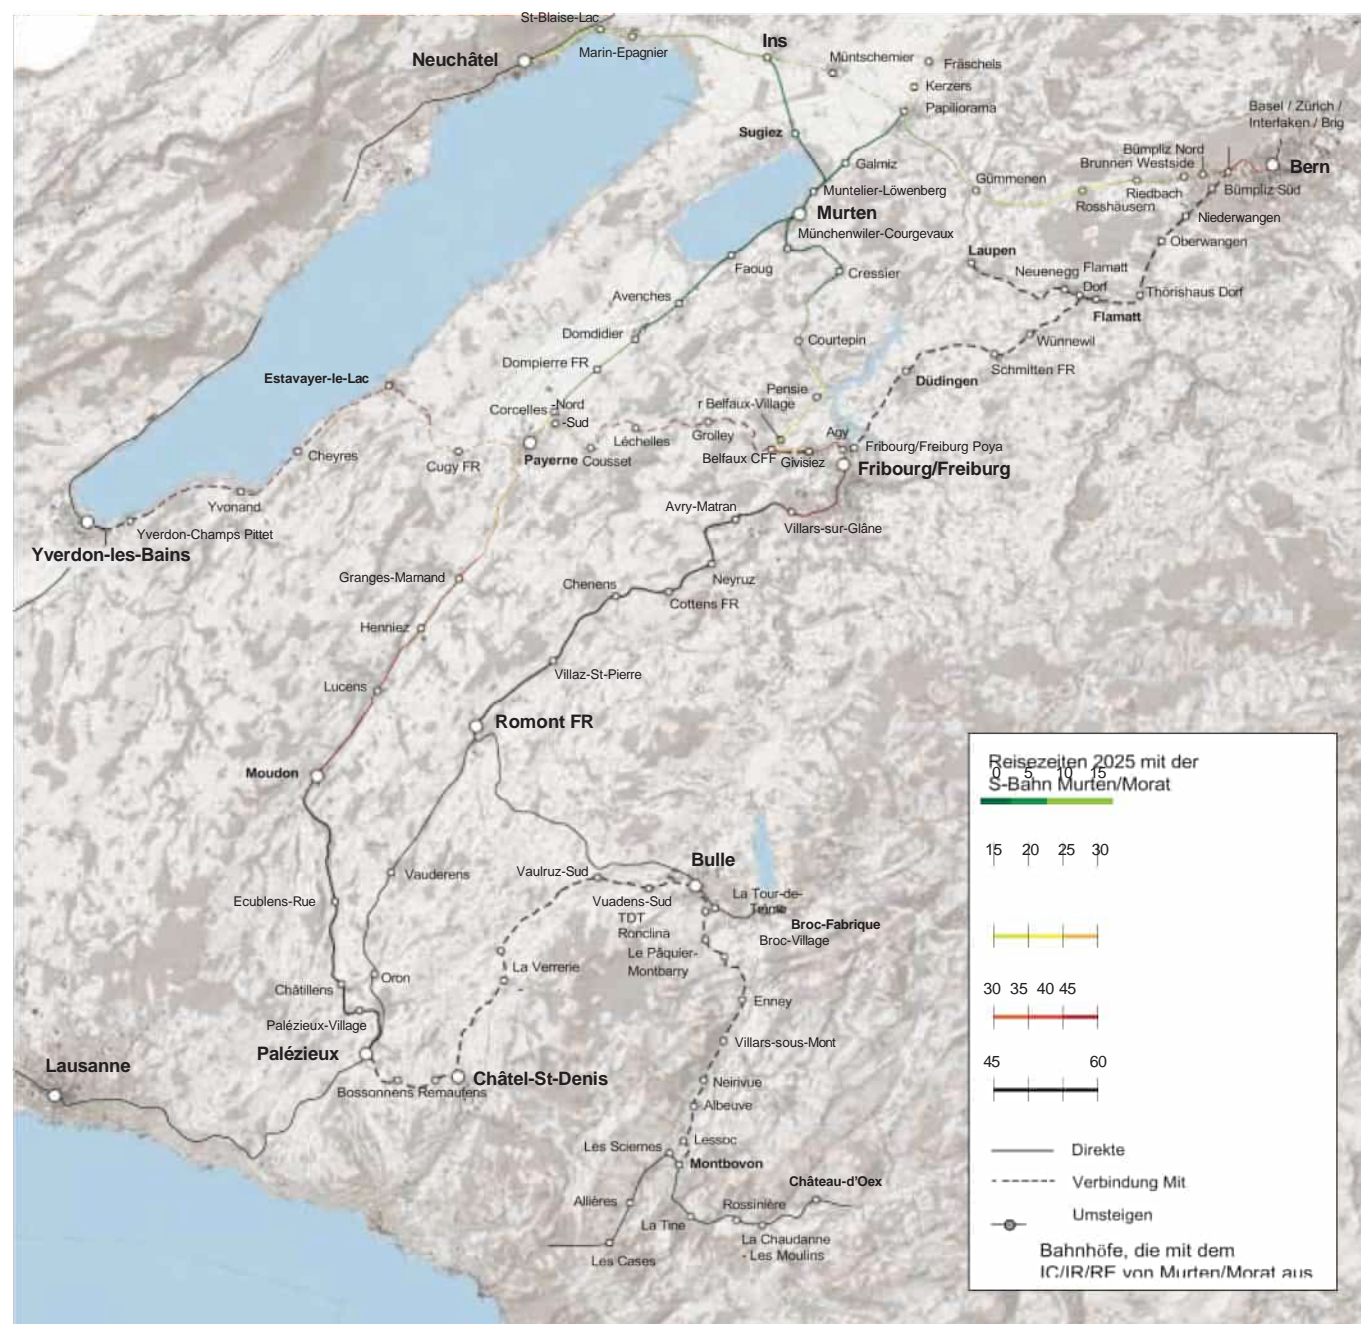 St-Blaise-Lac
Ins
Neuchâtel
Marin-Epagnier
Müntschemier
Fräschels
Kerzers
Papiliorama
Basel / Zürich /
Interlaken / Brig
Sugiez
Galmiz
Bümpliz Nord
Brunnen Westside
Bern
Gümmenen
Riedbach
Bümpliz Süd
Rosshäusern
Muntelier-Löwenberg
Murten
Niederwangen
Münchenwiler-Courgevaux
Oberwangen
Laupen
Faoug
Cressier
Neuenegg
Flamatt
Dorf
Thörishaus Dorf
Avenches
Flamatt
Domdidier
Courtepin
Wünnewil
Dompierre FR
Schmitten FR
Estavayer-le-Lac
Düdingen
Pensie
r Belfaux-Village
Corcelles
-Nord
-Sud
Léchelles
Grolley
Agy
Fribourg/Freiburg Poya
Cheyres
Cugy FR
Payerne
Cousset
Belfaux CFF
Givisiez
Fribourg/Freiburg
Yvonand
Avry-Matran
Villars-sur-Glâne
Yverdon-Champs Pittet
Yverdon-les-Bains
Granges-Marnand
Chenens
Neyruz
Cottens FR
Henniez
Villaz-St-Pierre
Lucens
Romont FR
Moudon
Reisezeiten 2025 mit der
0 5 10 15
S-Bahn Murten/Morat
15 20 25 30
30 35 40 45
45 60
Direkte
Verbindung Mit
Umsteigen
Bahnhöfe, die mit dem
IC/IR/RE von Murten/Morat aus
Bulle
Vauderens
Vaulruz-Sud
Ecublens-Rue
Vuadens-Sud
La Tour-de-
Trême
TDT
Ronclina
Broc-Fabrique
Broc-Village
Le Pâquier-
Montbarry
La Verrerie
Oron
Châtillens
Enney
Palézieux-Village
Villars-sous-Mont
Palézieux
Lausanne
Châtel-St-Denis
Bossonnens
Remaufens
Neirivue
Albeuve
Lessoc
Les Sciernes
Montbovon
Château-d'Oex
Allières
Rossinière
La Tine
La Chaudanne
- Les Moulins
Les Cases